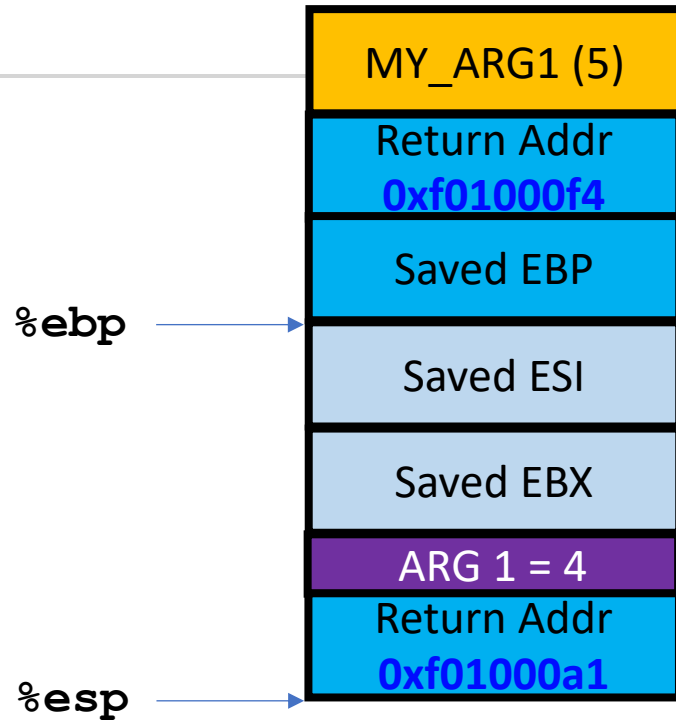 MY_ARG1 (5)
Return Addr
0xf01000f4
Saved EBP
%ebp
Saved ESI
Saved EBX
ARG 1 = 4
Return Addr
0xf01000a1
%esp